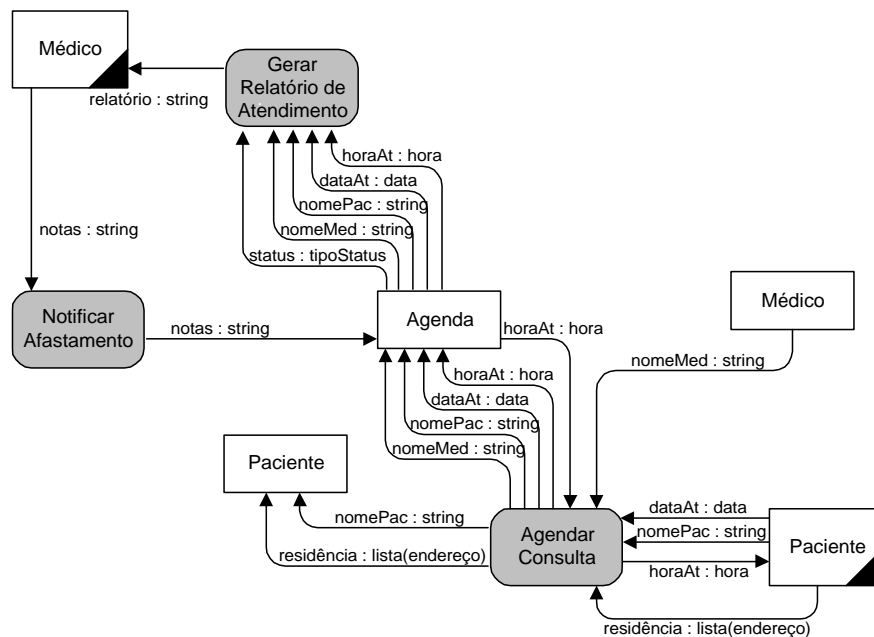 Médico
Gerar
Relatório de
Atendimento
relatório : string
horaAt : hora
dataAt : data
nomePac : string
nomeMed : string
status : tipoStatus
notas : string
Notificar
Afastamento
notas : string
Agenda
horaAt : hora
Médico
nomeMed : string
horaAt : hora
dataAt : data
nomePac : string
nomeMed : string
Paciente
nomePac : string
residência : lista(endereço)
Agendar
Consulta
dataAt : data
nomePac : string
horaAt : hora
Paciente
residência : lista(endereço)